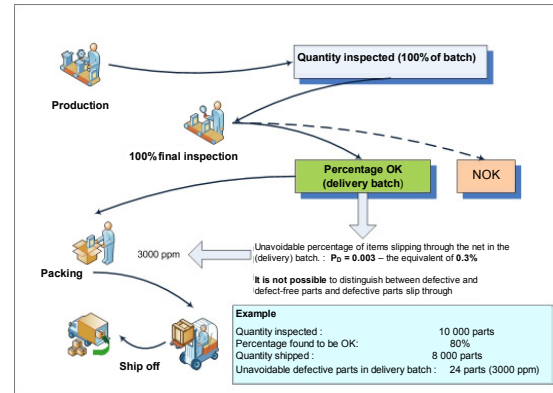 Quantity inspected (100% of batch)
Production
100% final inspection
Percentage OK
(delivery batch)
NOK
Unavoidable percentage of items slipping through the net in the
(delivery) batch. : PD = 0.003 – the equivalent of 0.3%
3000 ppm
Packing
It is not possible to distinguish between defective and
defect-free parts and defective parts slip through
Ship off
Example
Quantity inspected : 10 000 parts
Percentage found to be OK: 80%
Quantity shipped : 8 000 parts
Unavoidable defective parts in delivery batch : 24 parts (3000 ppm)